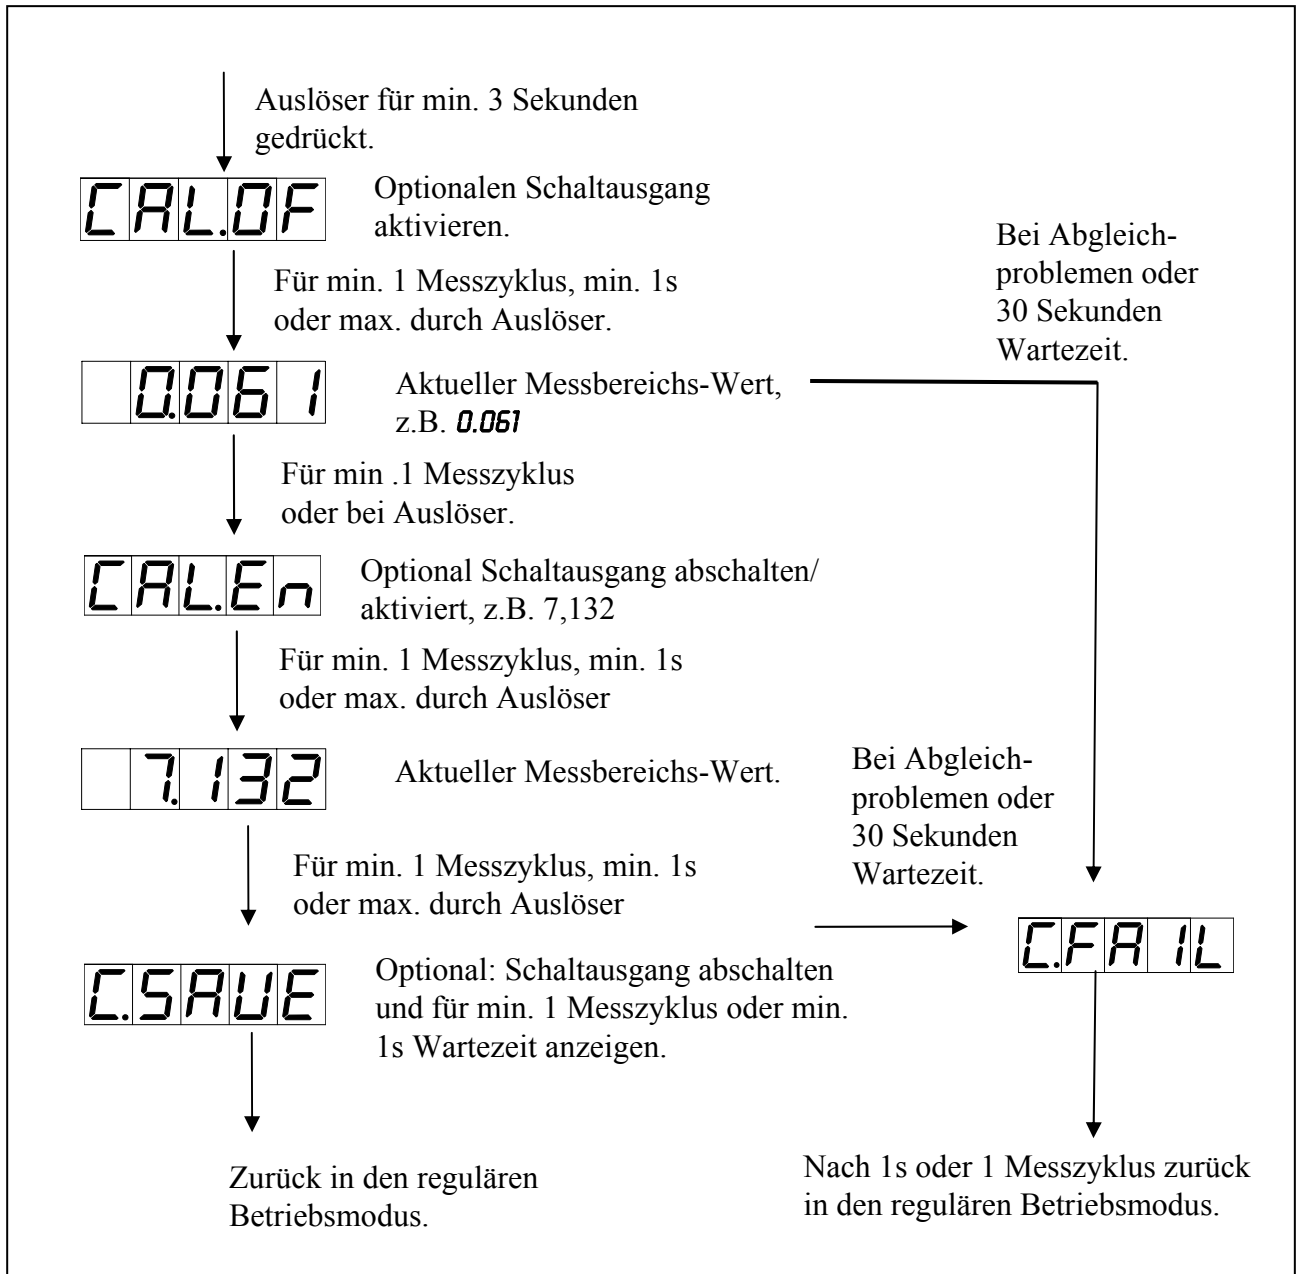 Auslöser für min. 3 Sekunden
gedrückt.
CAL.OF
Optionalen Schaltausgang
aktivieren.
Für min. 1 Messzyklus, min. 1s
oder max. durch Auslöser.
Bei Abgleich-
problemen oder
30 Sekunden
Wartezeit.
0.061
Aktueller Messbereichs-Wert,
z.B. 0.061
Für min .1 Messzyklus
oder bei Auslöser.
CAL.En
Optional Schaltausgang abschalten/
aktiviert, z.B. 7,132
Für min. 1 Messzyklus, min. 1s
oder max. durch Auslöser
7.132
Aktueller Messbereichs-Wert.
Bei Abgleich-
problemen oder
30 Sekunden
Wartezeit.
Für min. 1 Messzyklus, min. 1s
oder max. durch Auslöser
C.FAIL
C.SAVE
Optional: Schaltausgang abschalten
und für min. 1 Messzyklus oder min.
1s Wartezeit anzeigen.
Zurück in den regulären
Betriebsmodus.
Nach 1s oder 1 Messzyklus zurück
in den regulären Betriebsmodus.